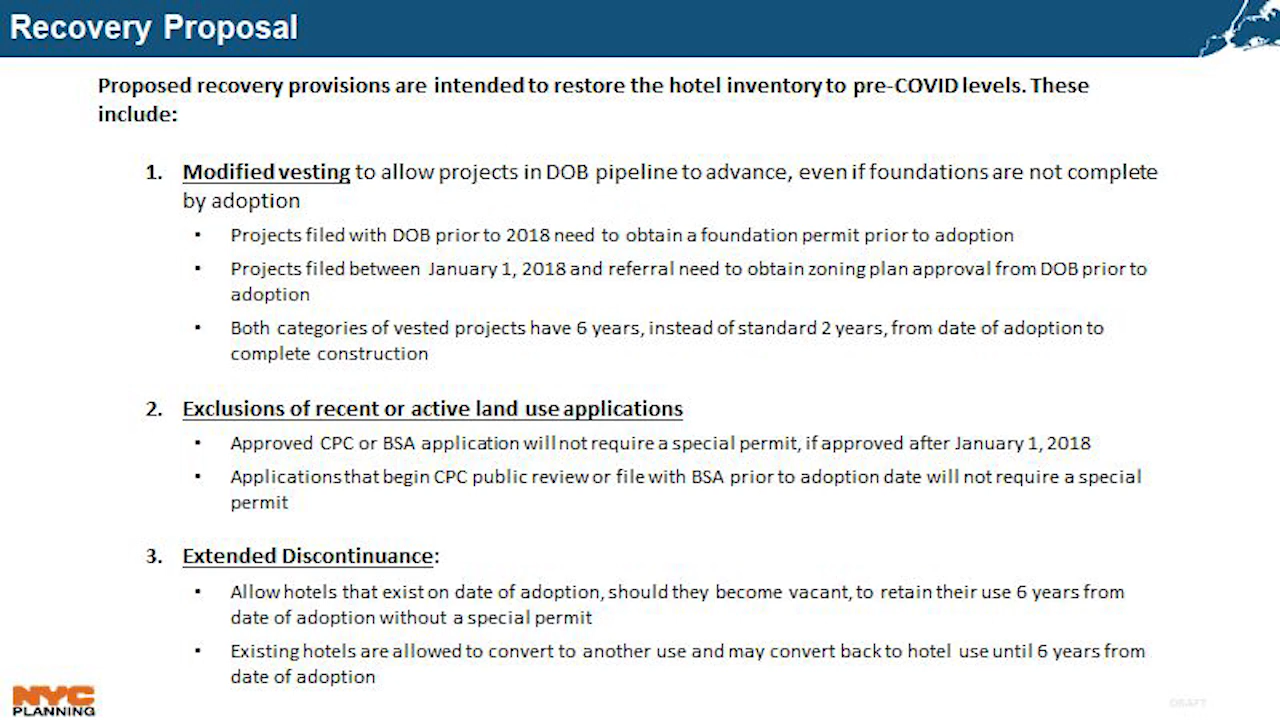 Recovery Proposal
Proposed recovery provisions are intended to restore the hotel inventory to pre-COVID levels. These
include:
1. Modified vesting to allow projects in DOB pipeline to advance, even if foundations are not complete
by adoption
▪ Projects filed with DOB prior to 2018 need to obtain a foundation permit prior to adoption
▪ Projects filed between January 1, 2018 and referral need to obtain zoning plan approval from DOB prior to
adoption
▪ Both categories of vested projects have 6 years, instead of standard 2 years, from date of adoption to
complete construction
2. Exclusions of recent or active land use applications
▪ Approved CPC or BSA application will not require a special permit, if approved after January 1, 2018
▪ Applications that begin CPC public review or file with BSA prior to adoption date will not require a special
permit
3. Extended Discontinuance:
▪ Allow hotels that exist on date of adoption, should they become vacant, to retain their use 6 years from
date of adoption without a special permit
▪ Existing hotels are allowed to convert to another use and may convert back to hotel use until 6 years from
date of adoption
NYC
PLANNING
DRAFT